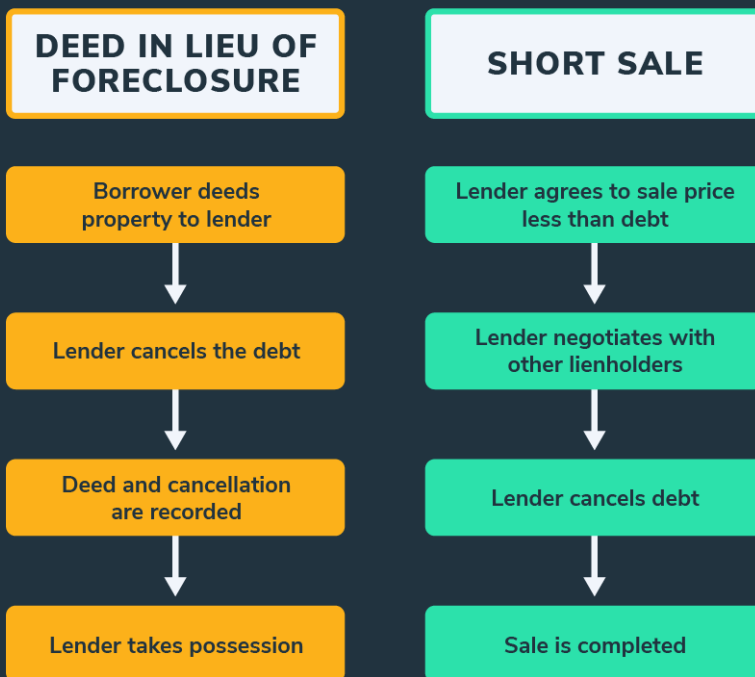 DEED IN LIEU OF
FORECLOSURE
Borrower deeds
property to lender
Lender cancels the debt
Deed and cancellation
are recorded
Lender takes possession
SHORT SALE
Lender agrees to sale price
less than debt
Lender negotiates with
other lienholders
Lender cancels debt
Sale is completed